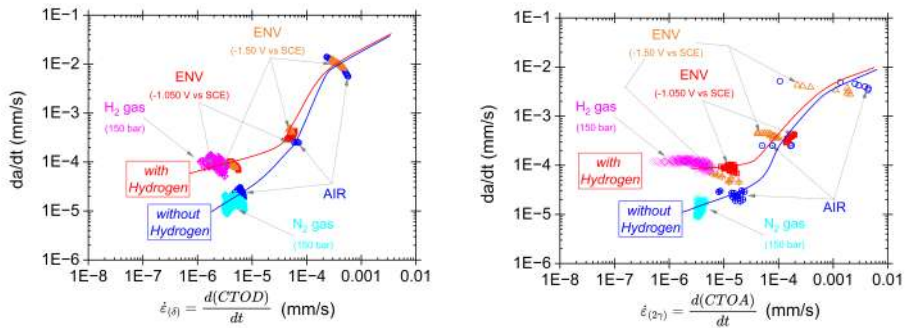 1E−1
1E−2
1E−3
1E−4
1E−5
1E−6
da/dt (mm/s)
ENV
(-1.50 V vs SCE)
ENV
(-1.050 V vs SCE)
H₂ gas
(150 bar)
with
Hydrogen
without
Hydrogen
AIR
N₂ gas
(150 bar)
1E−8 1E−7 1E−6 1E−5 1E−4 0.001 0.01
ε̇(δ) = d(CTOD)/dt (mm/s)
1E−1
1E−2
1E−3
1E−4
1E−5
1E−6
da/dt (mm/s)
ENV
(-1.50 V vs SCE)
ENV
(-1.050 V vs SCE)
H₂ gas
(150 bar)
with
Hydrogen
without
Hydrogen
AIR
N₂ gas
(150 bar)
1E−8 1E−7 1E−6 1E−5 1E−4 0.001 0.01
ε̇(2γ) = d(CTOA)/dt (mm/s)